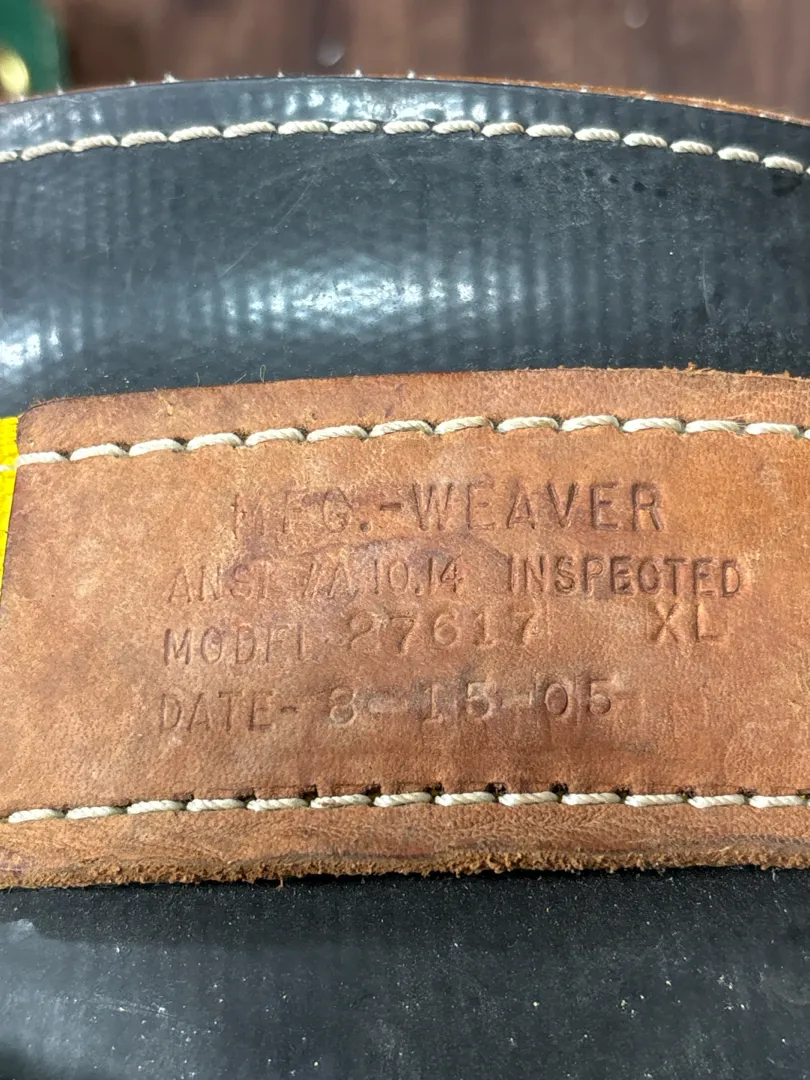 MFG.-WEAVER
ANSI #A10.14 INSPECTED
MODEL 27617 XL
DATE- 8-15-05